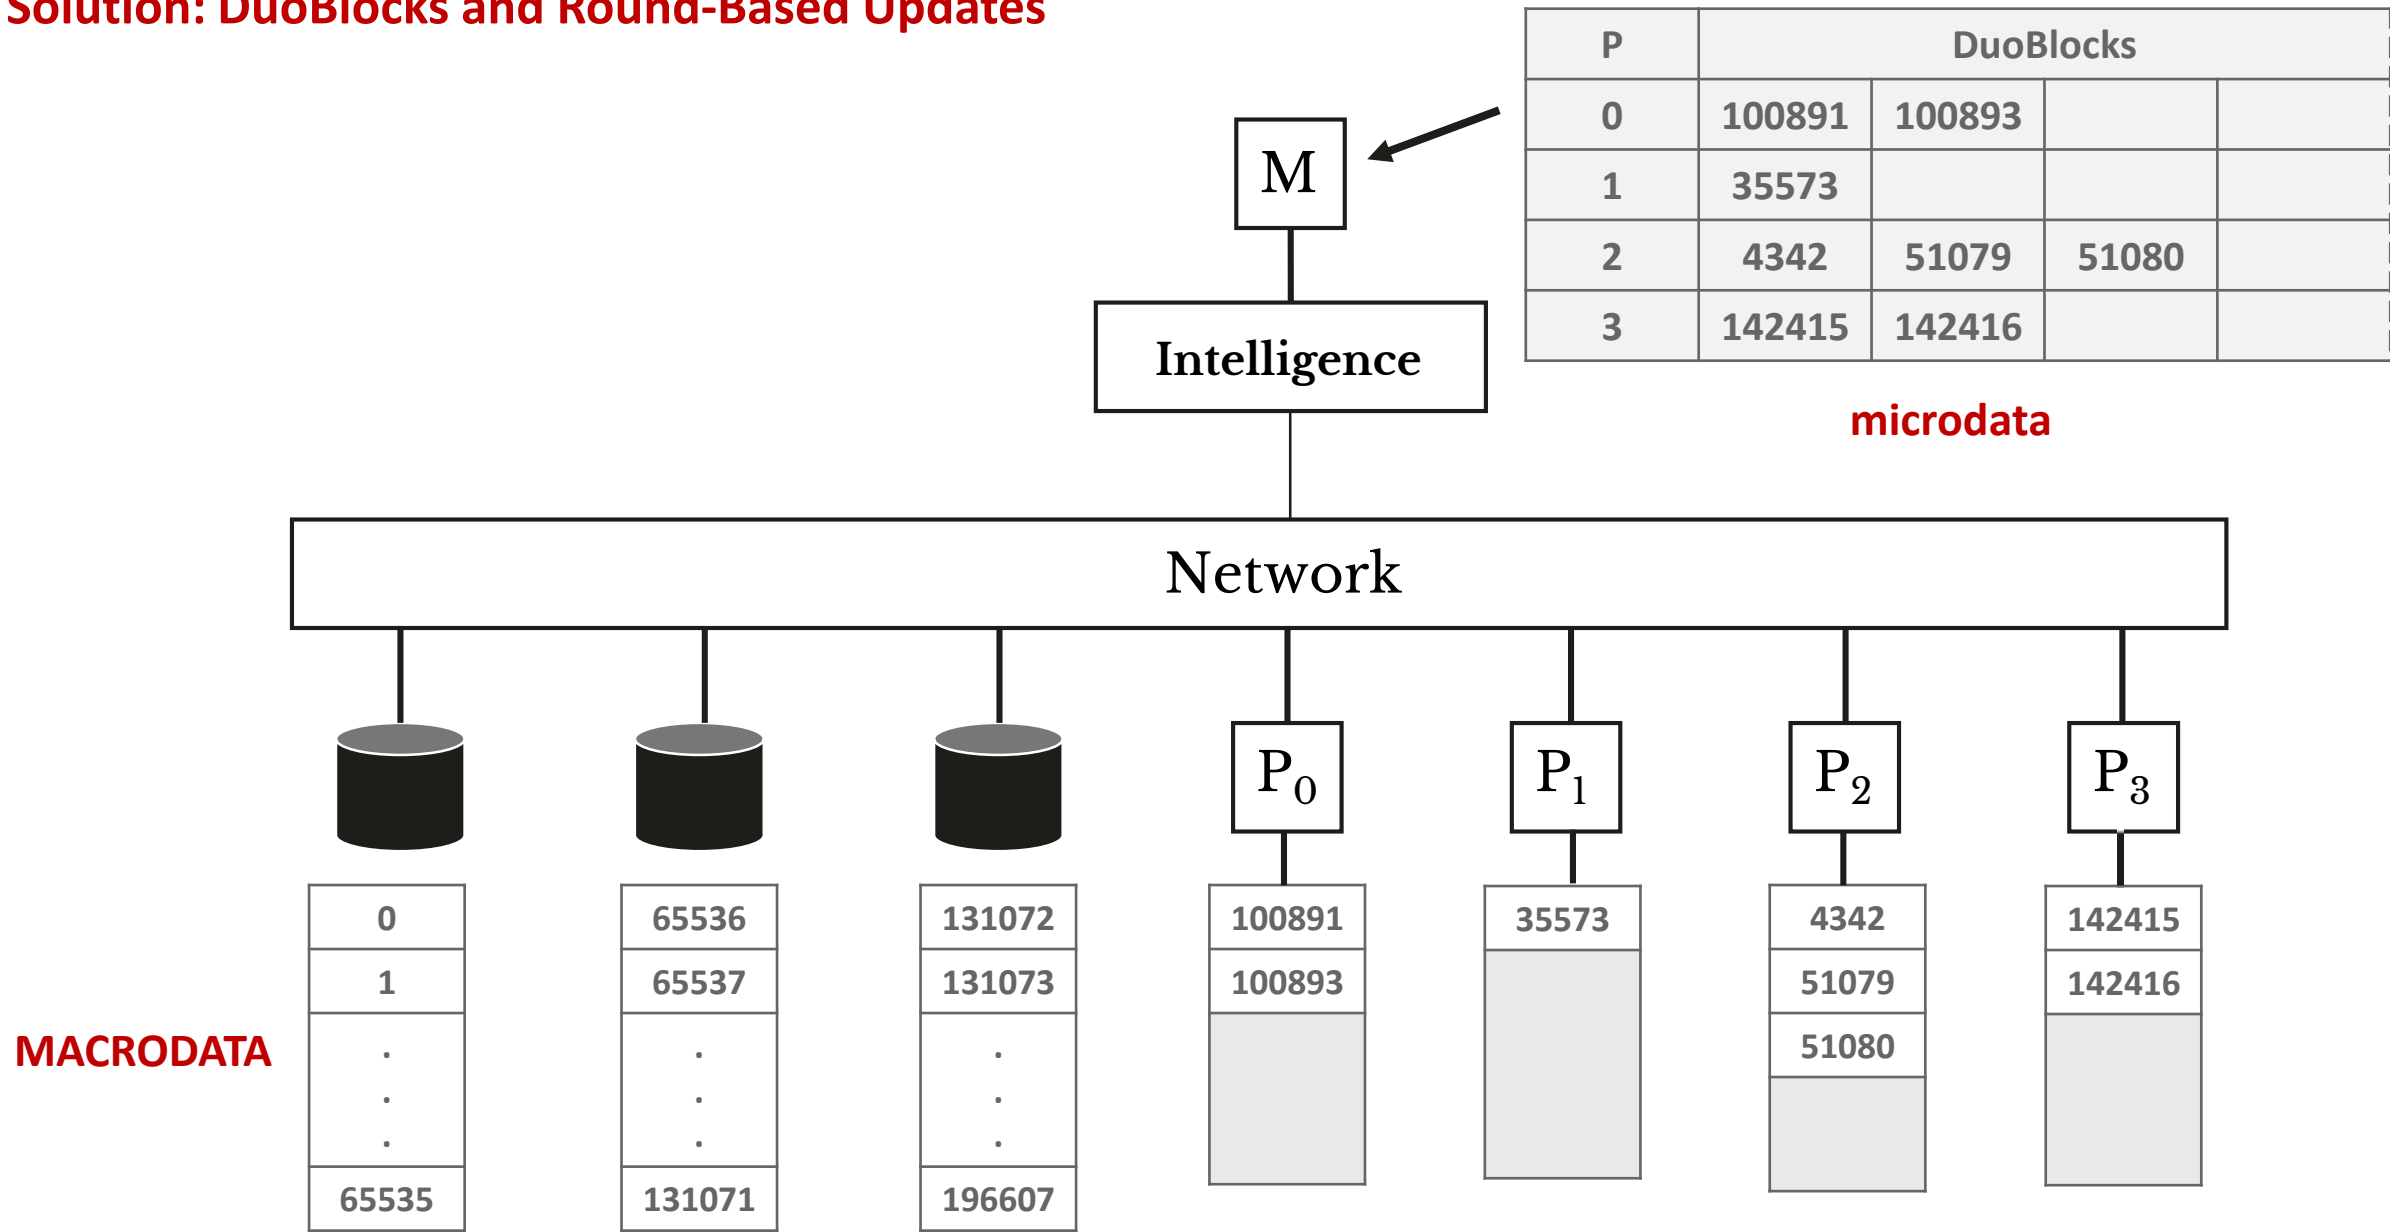 Solution: DuoBlocks and Round-Based Updates
P DuoBlocks
0 100891 100893
1 35573
2 4342 51079 51080
3 142415 142416
microdata
M
Intelligence
Network
P0 P1 P2 P3
0 65536 131072 100891 35573 4342 142415
1 65537 131073 100893 51079 142416
. . . 51080
. . .
. . .
MACRODATA
65535 131071 196607